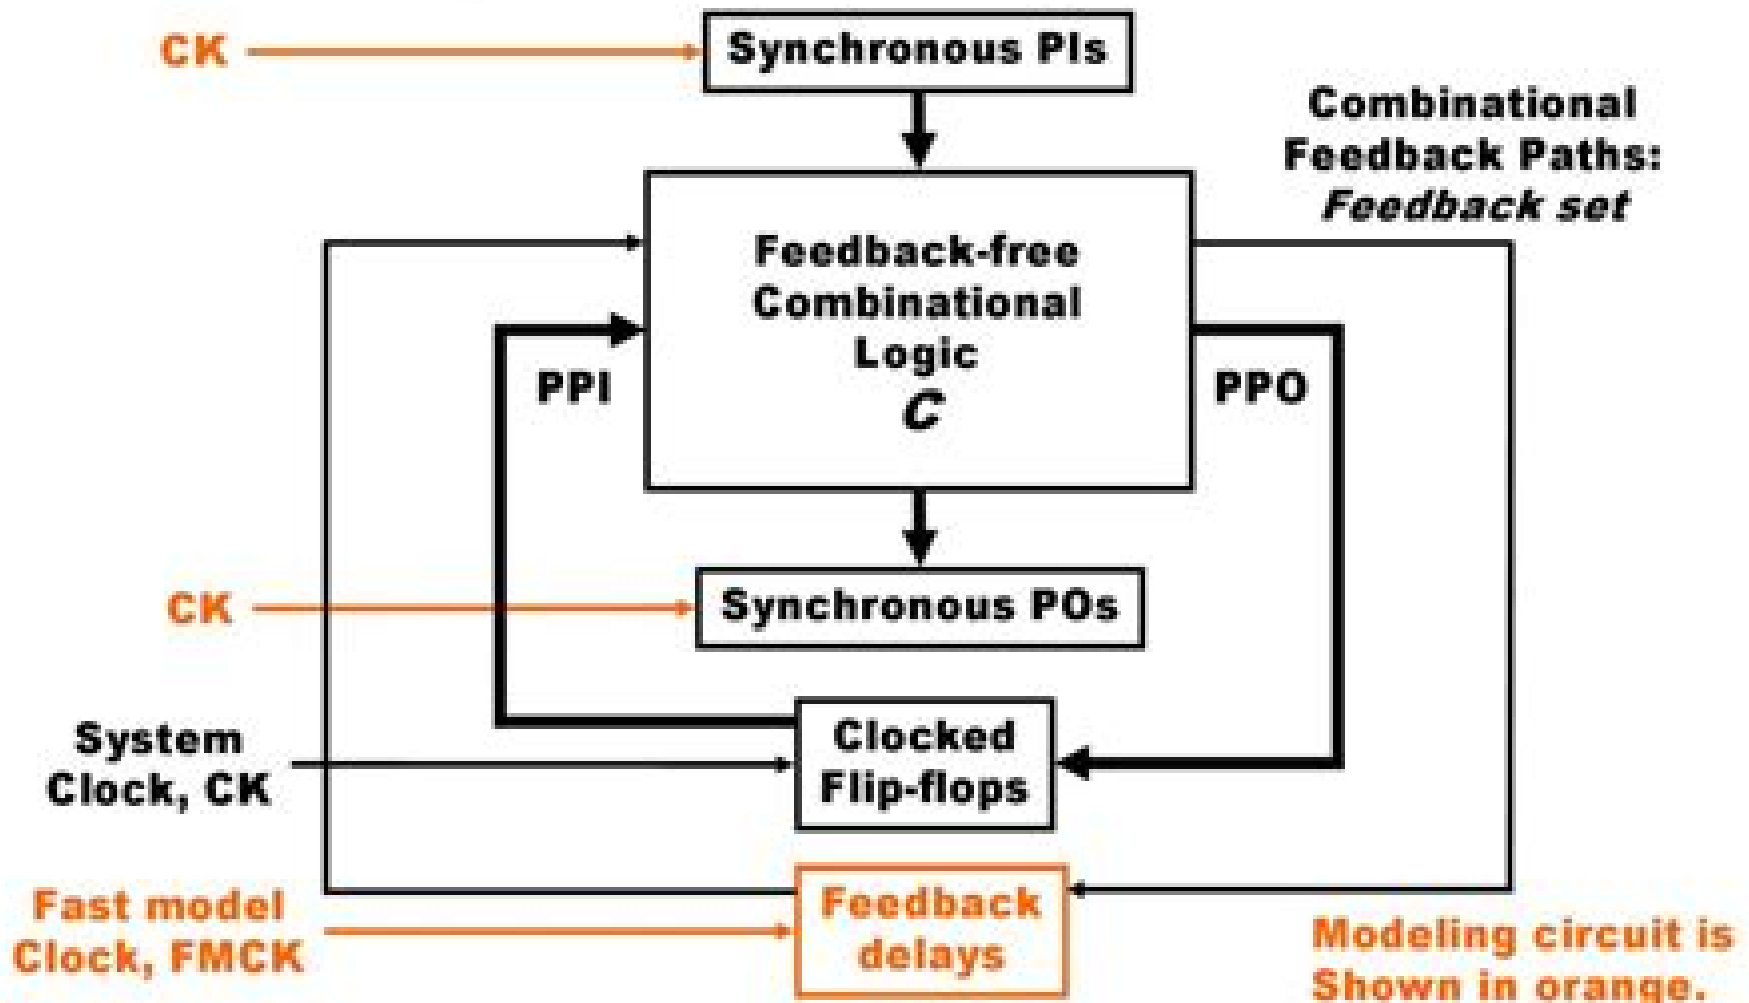 CK
Synchronous PIs
Combinational
Feedback Paths:
Feedback set
Feedback-free
Combinational
Logic
C
PPI
PPO
CK
Synchronous POs
System
Clock, CK
Clocked
Flip-flops
Fast model
Clock, FMCK
Feedback
delays
Modeling circuit is
Shown in orange.